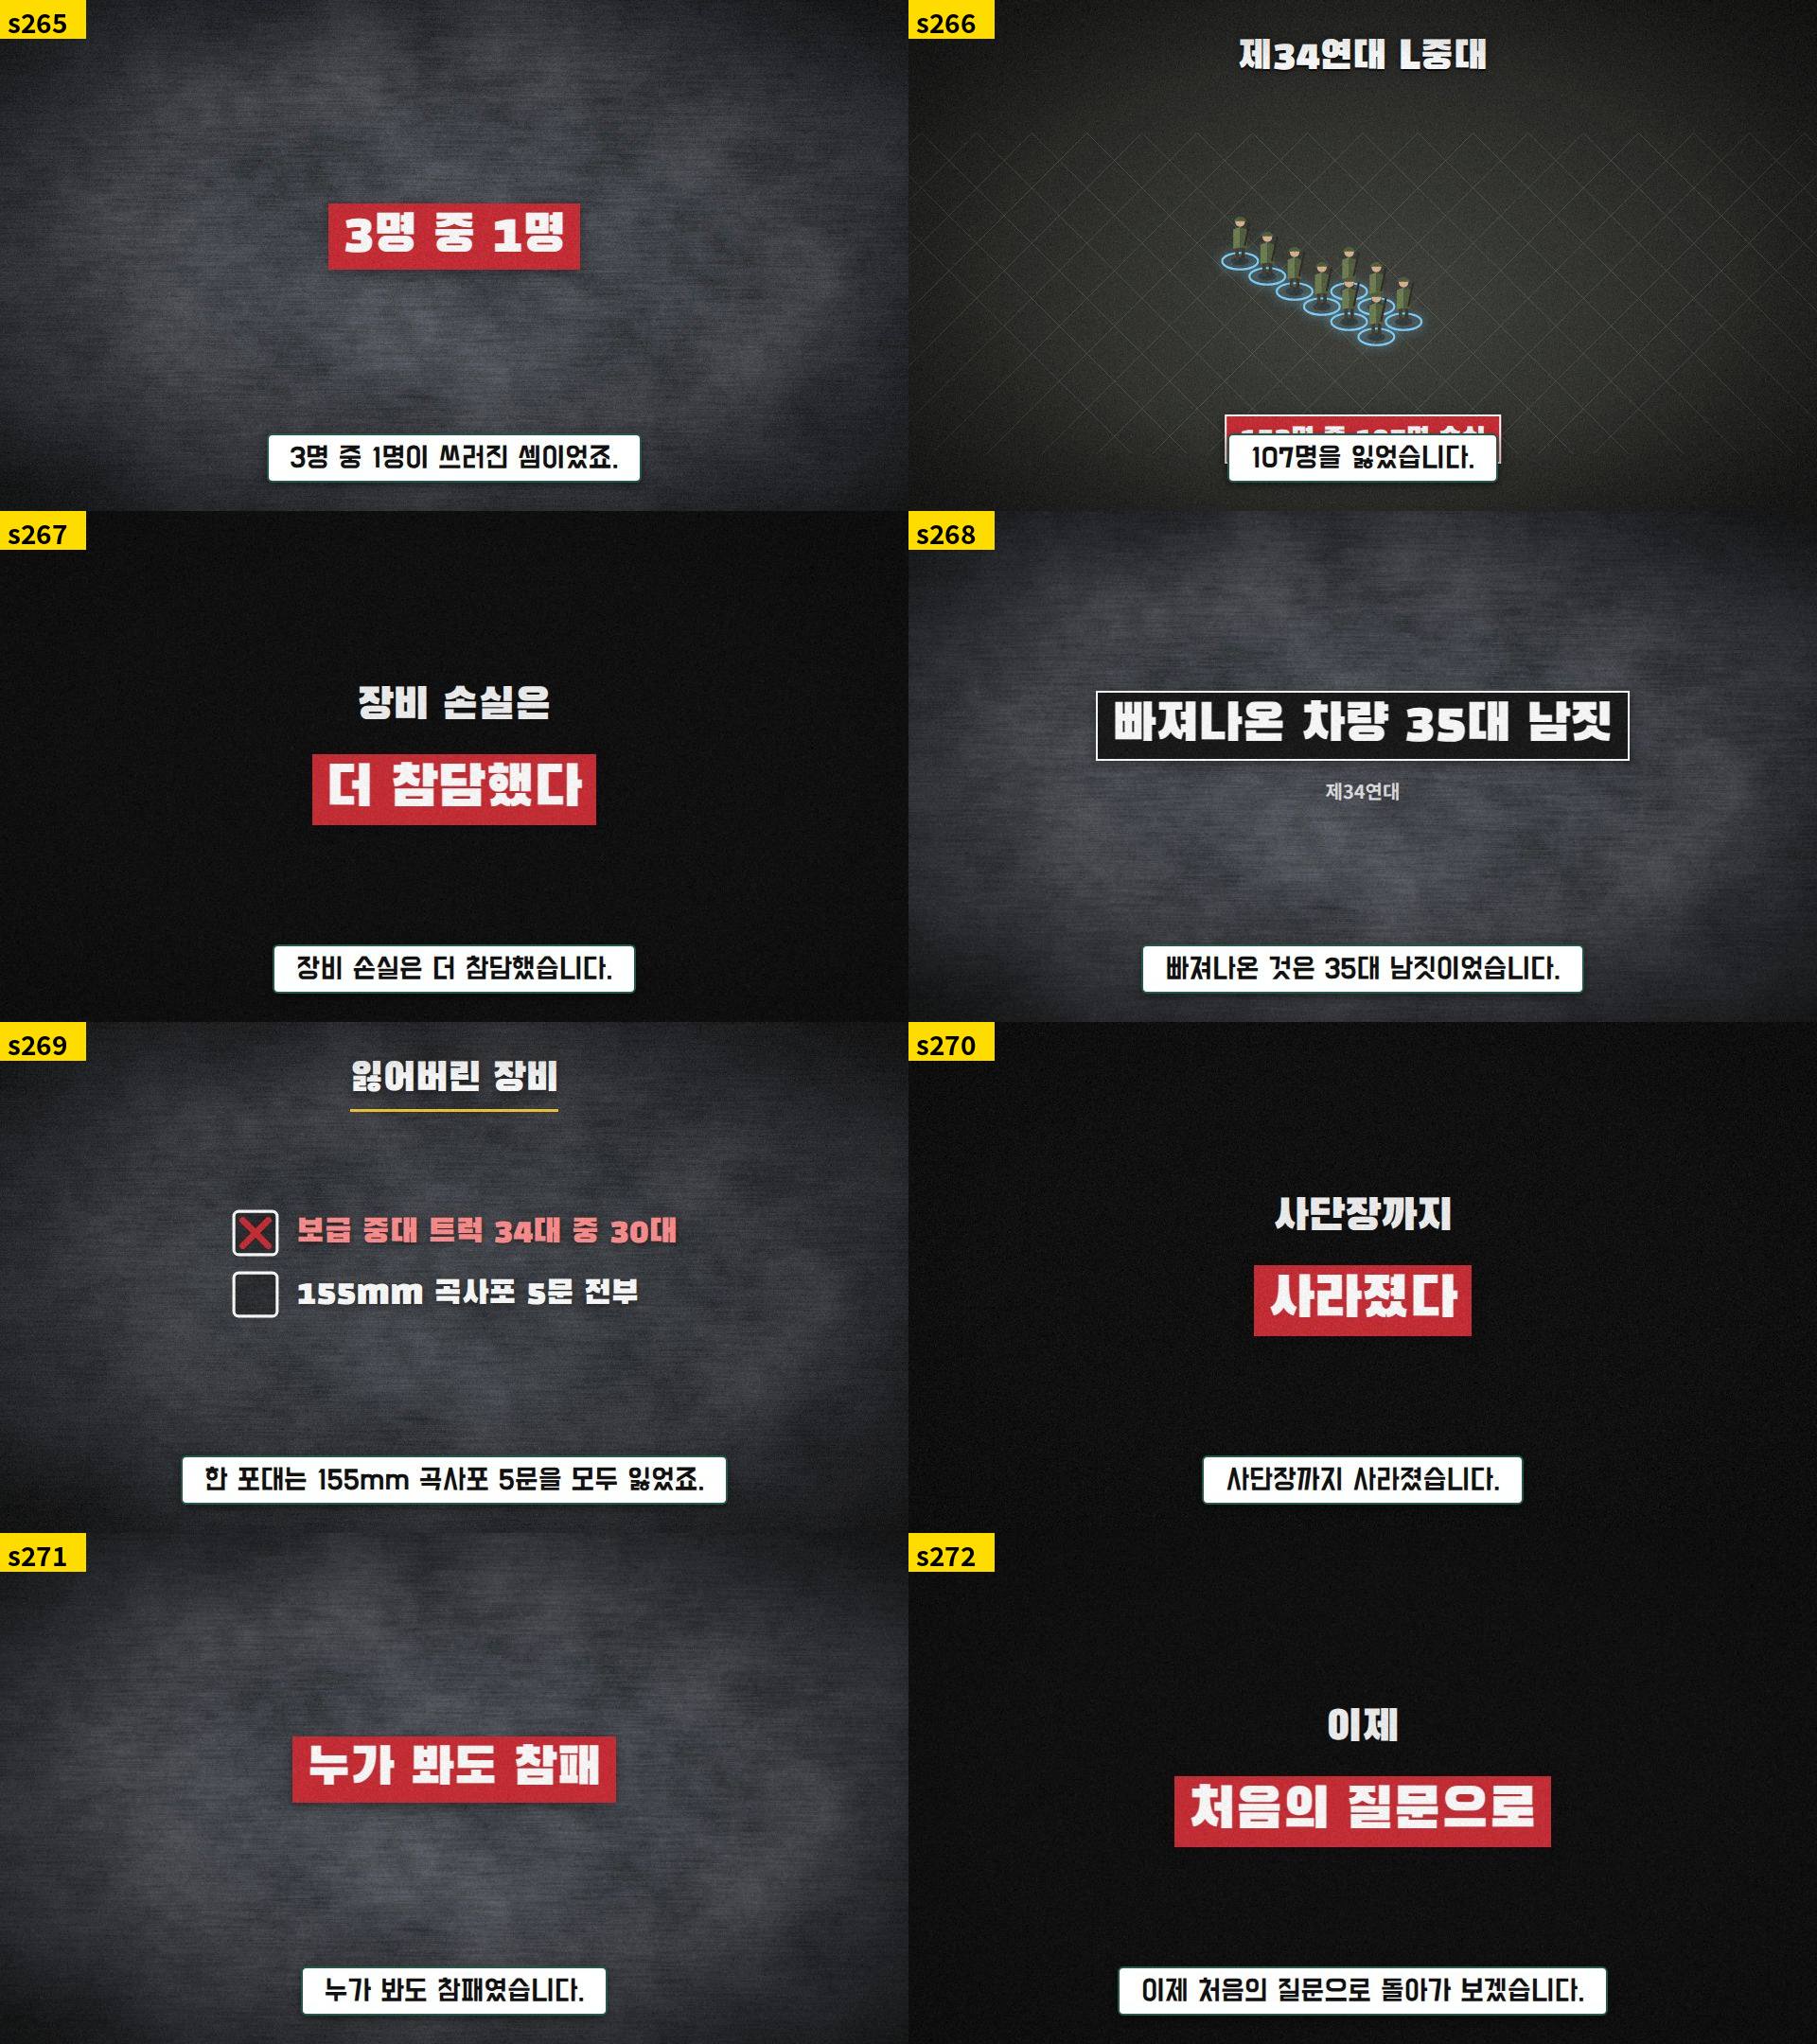 s265
3명 중 1명
3명 중 1명이 쓰러진 셈이었죠.
s266
제34연대 L중대
107명을 잃었습니다.
s267
장비 손실은
더 참담했다
장비 손실은 더 참담했습니다.
s268
빠져나온 차량 35대 남짓
제34연대
빠져나온 것은 35대 남짓이었습니다.
s269
잃어버린 장비
보급 중대 트럭 34대 중 30대
155mm 곡사포 5문 전부
한 포대는 155mm 곡사포 5문을 모두 잃었죠.
s270
사단장까지
사라졌다
사단장까지 사라졌습니다.
s271
누가 봐도 참패
누가 봐도 참패였습니다.
s272
이제
처음의 질문으로
이제 처음의 질문으로 돌아가 보겠습니다.